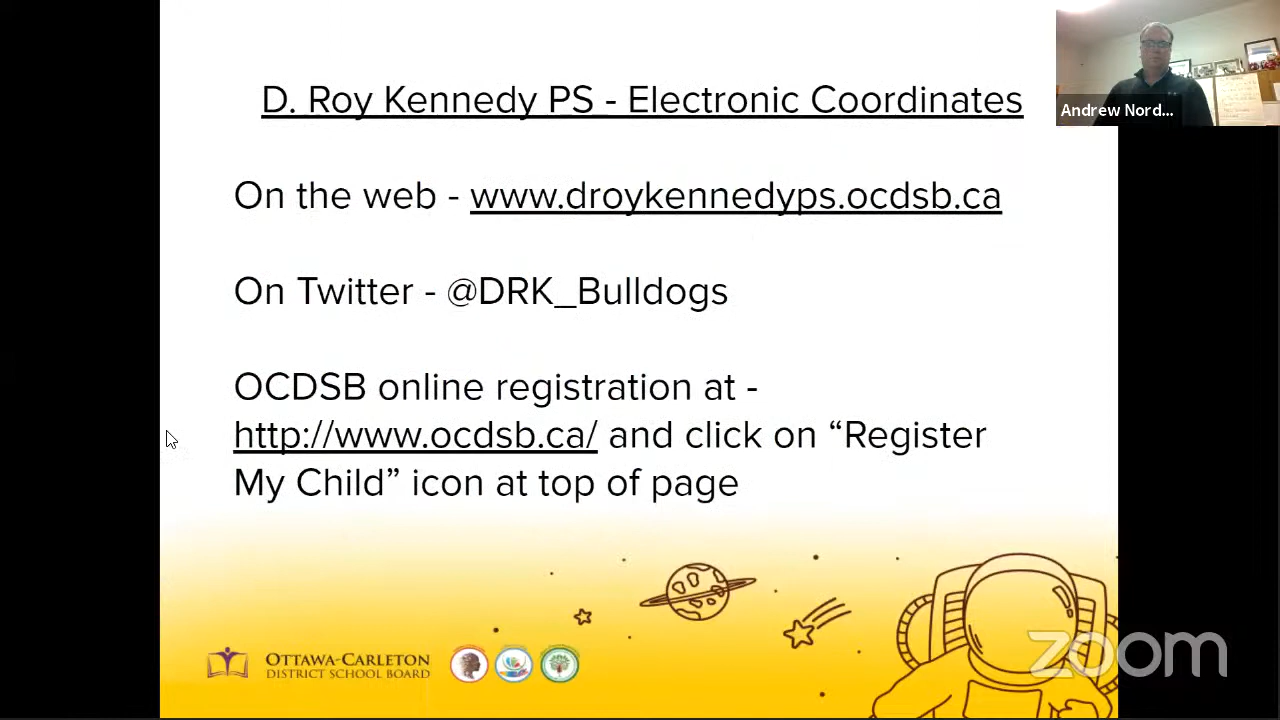 D. Roy Kennedy PS - Electronic Coordinates
Andrew Nord...
On the web - www.droykennedyps.ocdsb.ca
On Twitter - @DRK_Bulldogs
OCDSB online registration at -
http://www.ocdsb.ca/ and click on “Register
My Child” icon at top of page
OTTAWA-CARLETON
DISTRICT SCHOOL BOARD
zoom